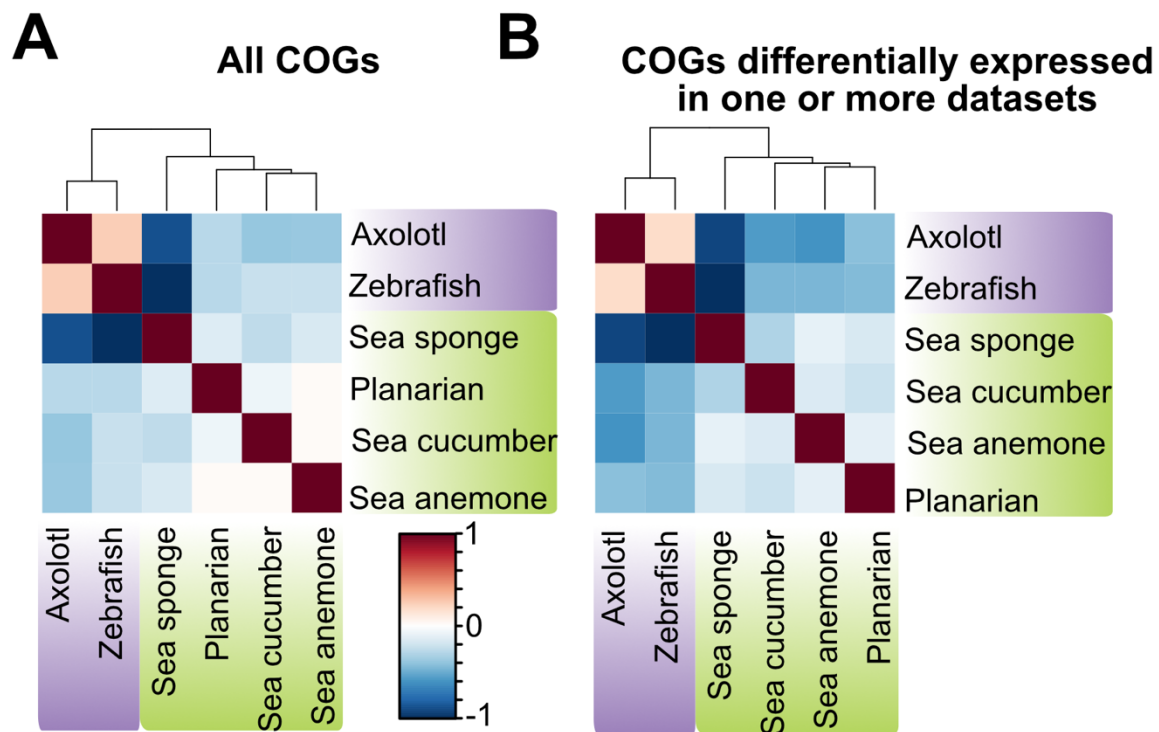 A
All COGs
B
COGs differentially expressed
in one or more datasets
Axolotl
Zebrafish
Sea sponge
Planarian
Sea cucumber
Sea anemone
Axolotl
Zebrafish
Sea sponge
Sea cucumber
Sea anemone
Planarian
Axolotl
Zebrafish
Sea sponge
Planarian
Sea cucumber
Sea anemone
1
0
-1
Axolotl
Zebrafish
Sea sponge
Sea cucumber
Sea anemone
Planarian